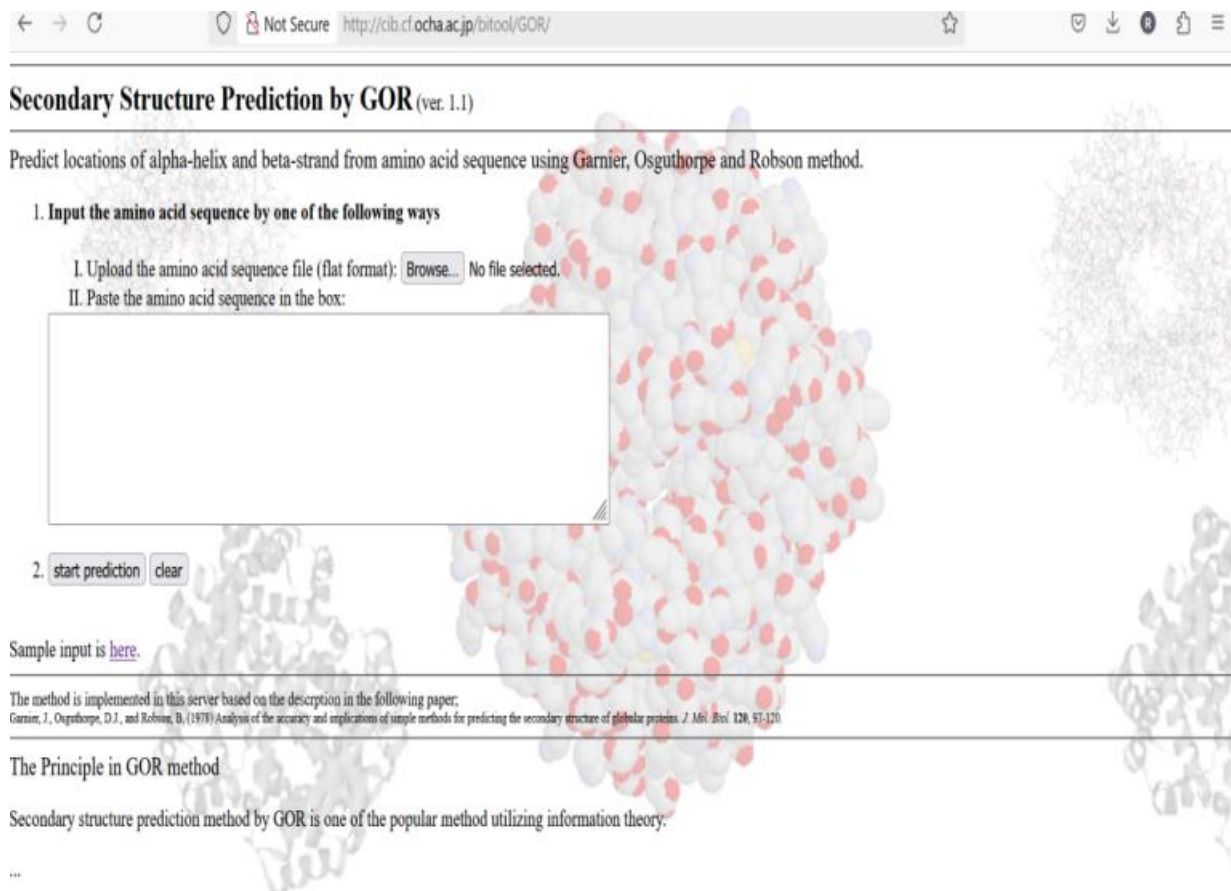 Not Secure http://cib.cf.ocha.ac.jp/bitool/GOR/
R
Secondary Structure Prediction by GOR (ver. 1.1)
Predict locations of alpha-helix and beta-strand from amino acid sequence using Garnier, Osguthorpe and Robson method.
1. Input the amino acid sequence by one of the following ways
I. Upload the amino acid sequence file (flat format): Browse... No file selected.
II. Paste the amino acid sequence in the box:
2. start prediction clear
Sample input is here.
The method is implemented in this server based on the descrption in the following paper;
Garnier, J., Osguthorpe, D.J., and Robson, B. (1978) Analysis of the accuracy and implications of simple methods for predicting the secondary structure of globular proteins. J. Mol. Biol. 120, 97-120.
The Principle in GOR method
Secondary structure prediction method by GOR is one of the popular method utilizing information theory.
...